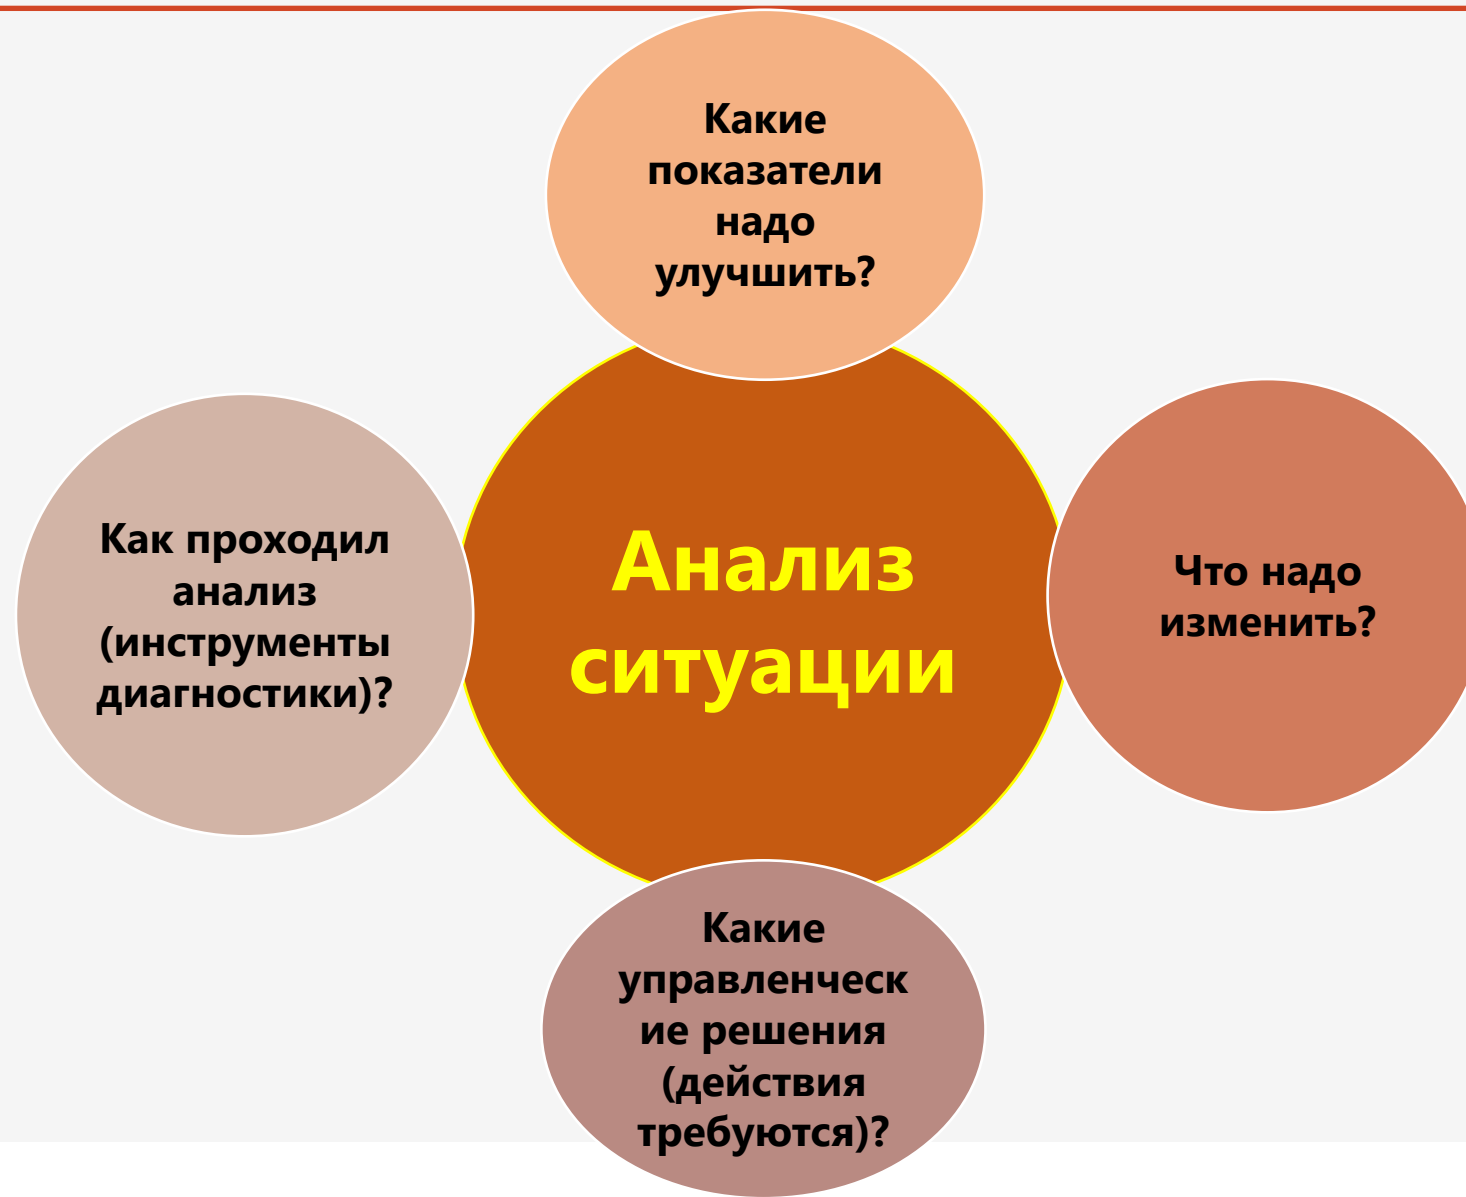 Какие
показатели
надо
улучшить?
Как проходил
анализ
(инструменты
диагностики)?
Анализ
ситуации
Что надо
изменить?
Какие
управленческ
ие решения
(действия
требуются)?